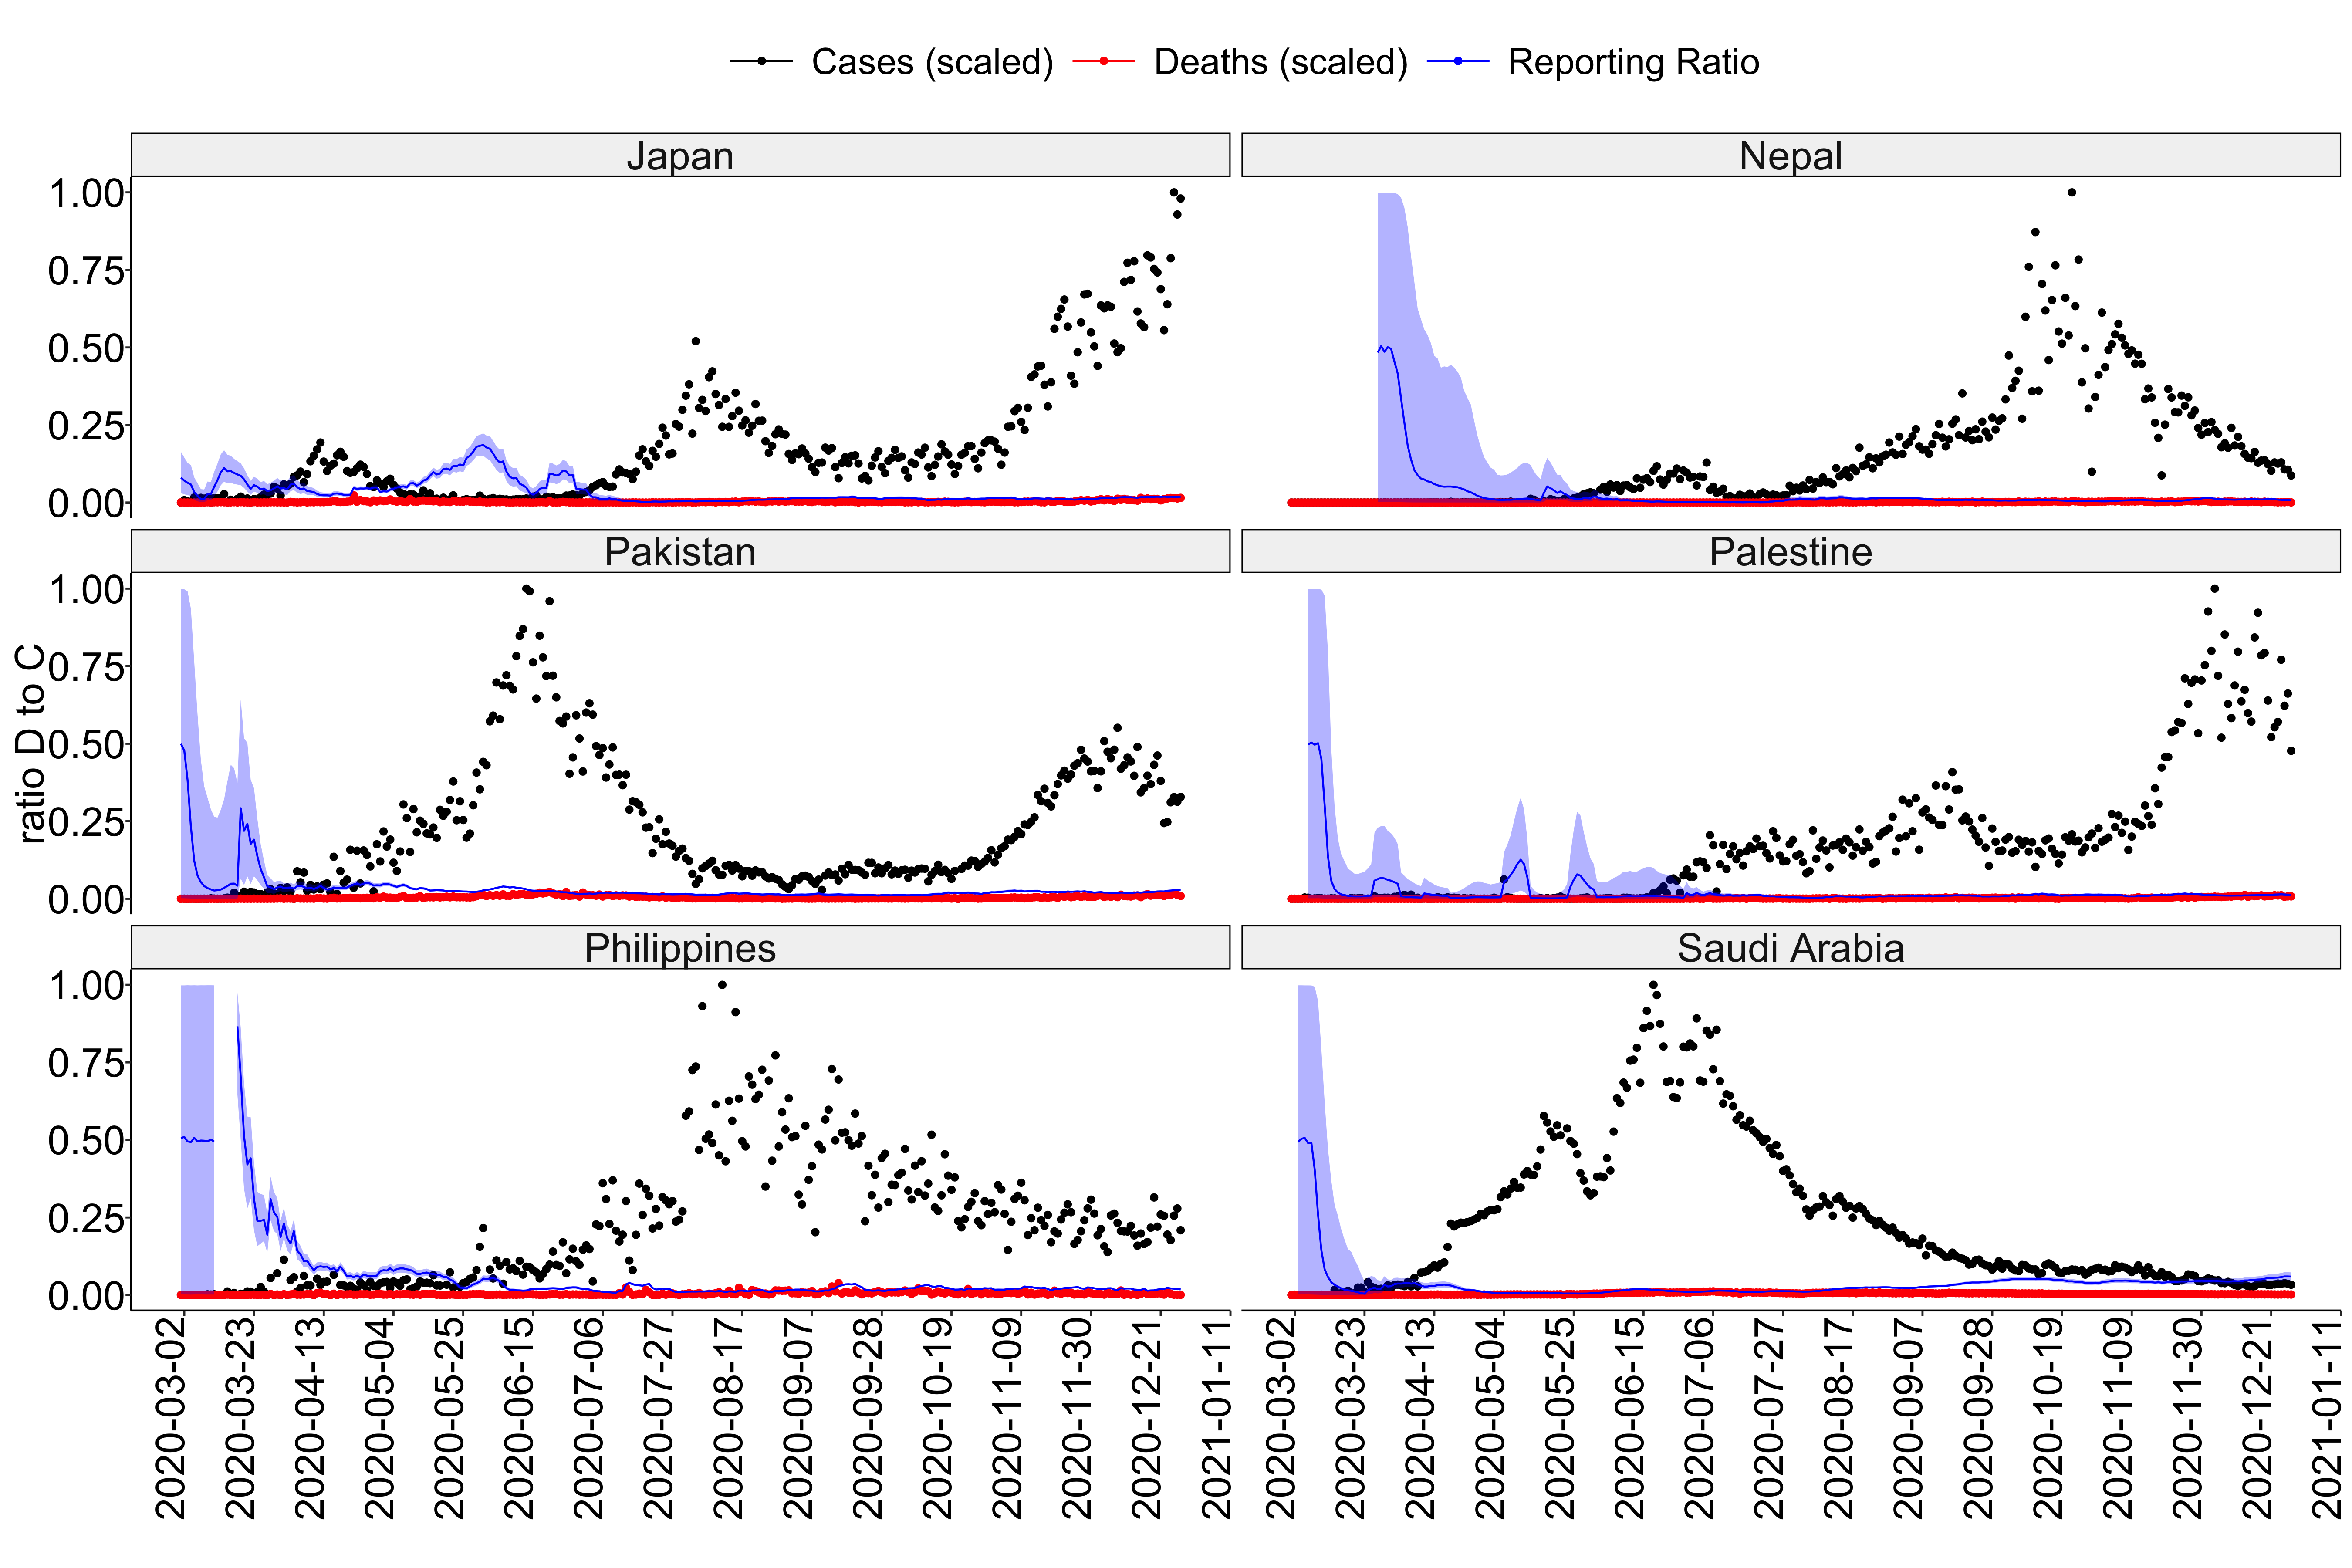 Cases (scaled) Deaths (scaled) Reporting Ratio
Japan Nepal
1.00
0.75
0.50
0.25
0.00
Pakistan Palestine
1.00
0.75
0.50
0.25
0.00
ratio D to C
Philippines Saudi Arabia
1.00
0.75
0.50
0.25
0.00
2020-03-02 2020-03-23 2020-04-13 2020-05-04 2020-05-25 2020-06-15 2020-07-06 2020-07-27 2020-08-17 2020-09-07 2020-09-28 2020-10-19 2020-11-09 2020-11-30 2020-12-21 2021-01-11 2020-03-02 2020-03-23 2020-04-13 2020-05-04 2020-05-25 2020-06-15 2020-07-06 2020-07-27 2020-08-17 2020-09-07 2020-09-28 2020-10-19 2020-11-09 2020-11-30 2020-12-21 2021-01-11